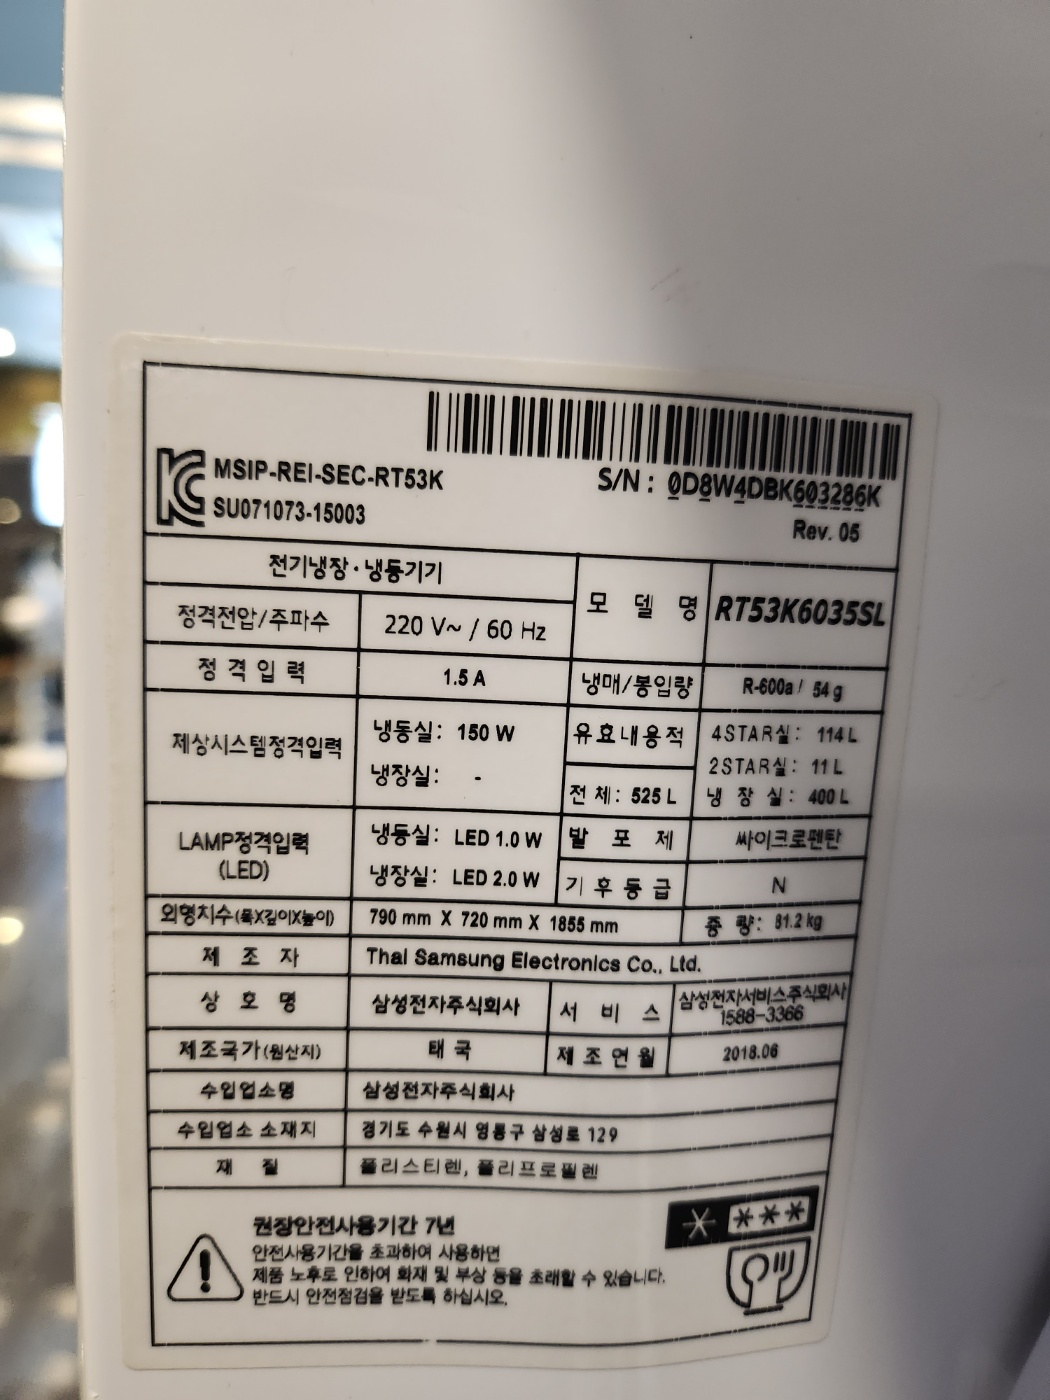 MSIP-REI-SEC-RT53K
SU071073-15003
S/N : 0D8W4DBK603286K
Rev. 05
전기냉장·냉동기기
모 델 명 RT53K6035SL
정격전압/주파수 220 V~ / 60 Hz
정 격 입 력 1.5 A 냉매/봉입량 R-600a / 54 g
제상시스템정격입력 냉동실: 150 W
냉장실: -
유효내용적 4STAR실: 114 L
2STAR실: 11 L
전 체: 525 L 냉 장 실: 400 L
LAMP정격입력
(LED)
냉동실: LED 1.0 W
냉장실: LED 2.0 W
발 포 제 싸이크로펜탄
기 후 등 급 N
외형치수(폭X깊이X높이) 790 mm X 720 mm X 1855 mm 중 량: 81.2 kg
제 조 자 Thai Samsung Electronics Co., Ltd.
상 호 명 삼성전자주식회사 서 비 스 삼성전자서비스주식회사
1588-3366
제조국가(원산지) 태 국 제 조 연 월 2018.06
수입업소명 삼성전자주식회사
수입업소 소재지 경기도 수원시 영통구 삼성로 129
재 질 폴리스티렌, 폴리프로필렌
권장안전사용기간 7년
안전사용기간을 초과하여 사용하면
제품 노후로 인하여 화재 및 부상 등을 초래할 수 있습니다.
반드시 안전점검을 받도록 하십시오.